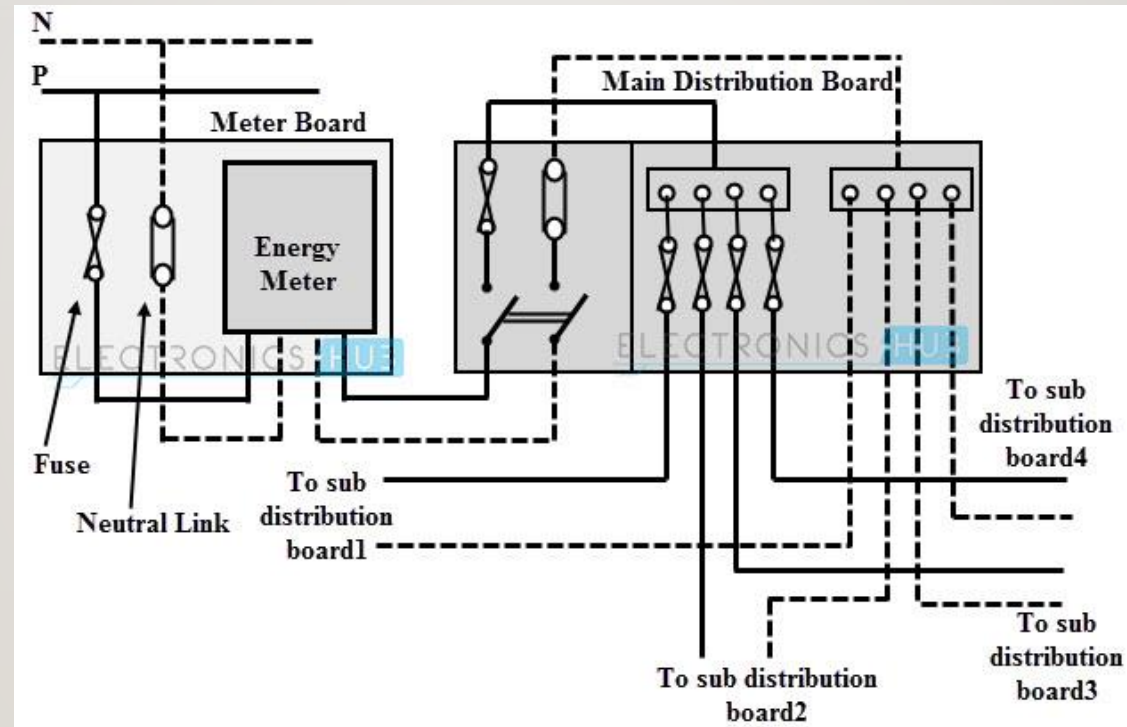 N
P
Meter Board
Main Distribution Board
Energy
Meter
ELECTRONICS HUB
ELECTRONICS HUB
Fuse
Neutral Link
To sub
distribution
board1
To sub
distribution
board4
To sub distribution
board2
To sub
distribution
board3